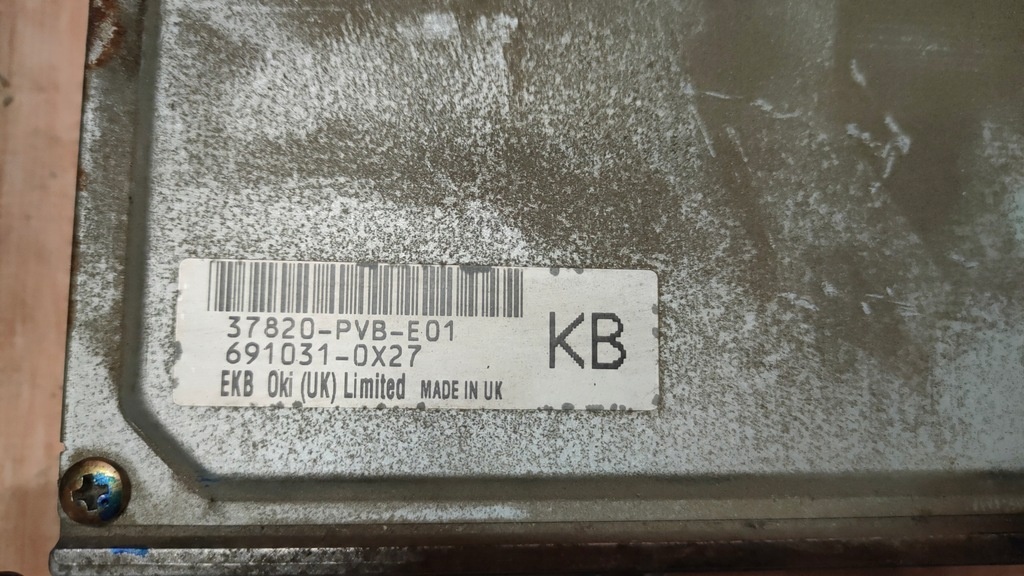 37820-PVB-E01
691031-0X27
EKB Oki (UK) Limited MADE IN UK
KB